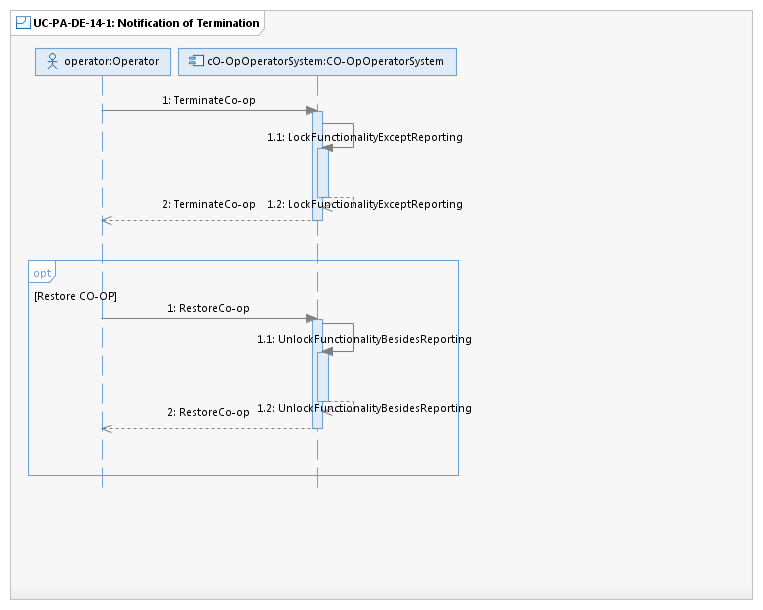 UC-PA-DE-14-1: Notification of Termination
operator:Operator
cO-OpOperatorSystem:CO-OpOperatorSystem
1: TerminateCo-op
1.1: LockFunctionalityExceptReporting
2: TerminateCo-op
1.2: LockFunctionalityExceptReporting
opt
[Restore CO-OP]
1: RestoreCo-op
1.1: UnlockFunctionalityBesidesReporting
1.2: UnlockFunctionalityBesidesReporting
2: RestoreCo-op